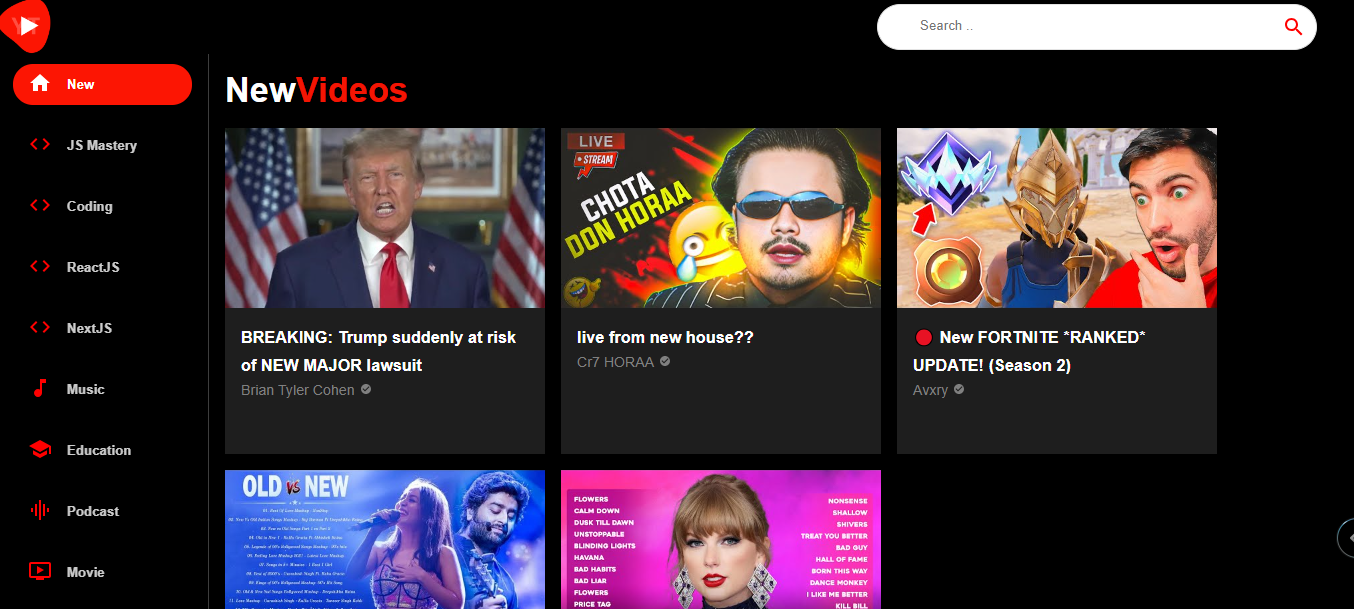 YT
Search ..
New
JS Mastery
Coding
ReactJS
NextJS
Music
Education
Podcast
Movie
NewVideos
LIVE
STREAM
CHOTA
DON HORAA
BREAKING: Trump suddenly at risk
of NEW MAJOR lawsuit
Brian Tyler Cohen
live from new house??
Cr7 HORAA
New FORTNITE *RANKED*
UPDATE! (Season 2)
Avxry
OLD VS NEW
FLOWERS
CALM DOWN
DUSK TILL DAWN
UNSTOPPABLE
BLINDING LIGHTS
HAVANA
BAD HABITS
BAD LIAR
FLOWERS
PRICE TAG
NONSENSE
SHALLOW
SHIVERS
TREAT YOU BETTER
BAD GUY
HALL OF FAME
BORN THIS WAY
DANCE MONKEY
I LIKE ME BETTER
KILL BILL